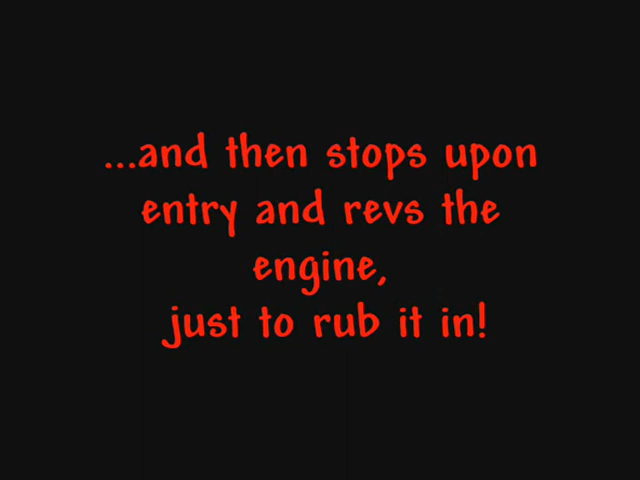 ...and then stops upon
entry and revs the
engine,
just to rub it in!